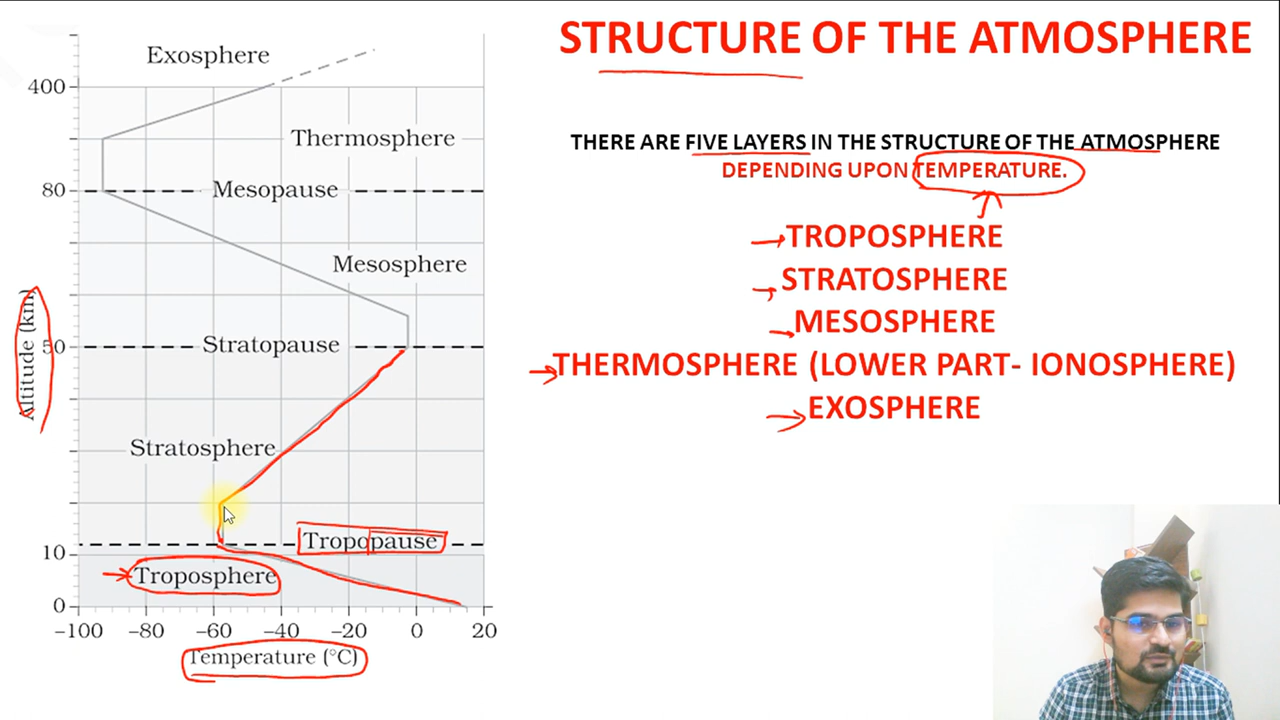 STRUCTURE OF THE ATMOSPHERE
THERE ARE FIVE LAYERS IN THE STRUCTURE OF THE ATMOSPHERE
DEPENDING UPON TEMPERATURE.
TROPOSPHERE
STRATOSPHERE
MESOSPHERE
THERMOSPHERE (LOWER PART- IONOSPHERE)
EXOSPHERE
Exosphere
400
Thermosphere
80
Mesopause
Mesosphere
Altitude (km)
50
Stratopause
Stratosphere
Tropopause
10
Troposphere
0
−100 −80 −60 −40 −20 0 20
Temperature (°C)